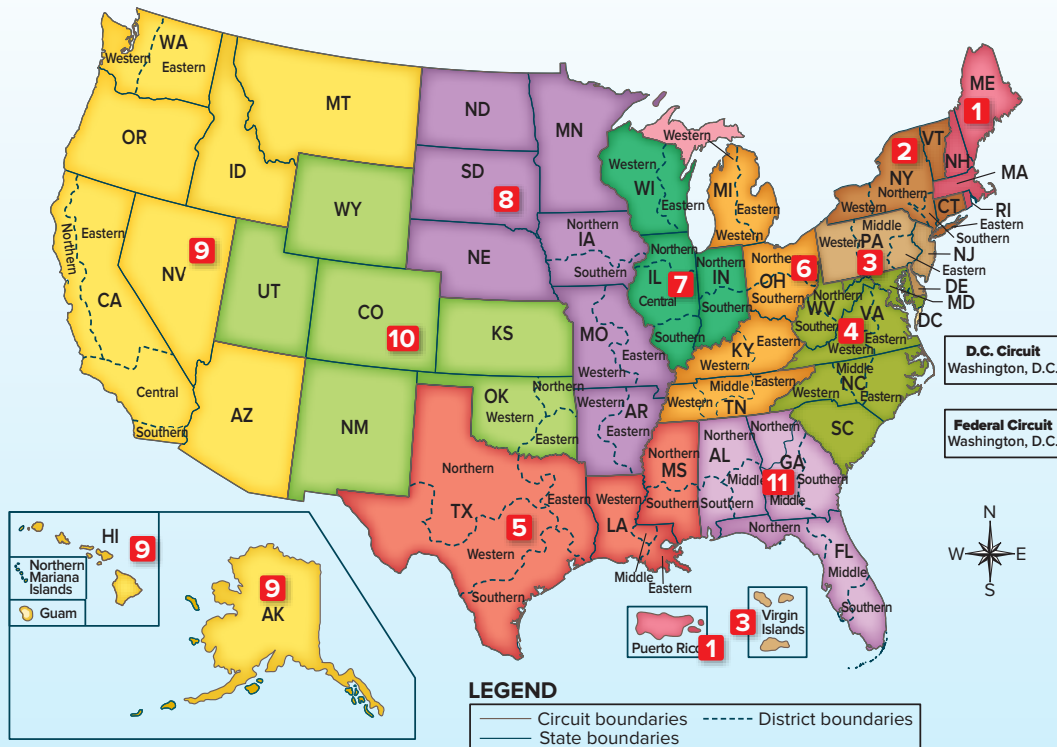 WA
Western
Eastern
MT
ND
MN
OR
ID
SD
8
WY
NE
Northern
Eastern
CA
Central
Southern
NV
9
UT
CO
10
KS
AZ
NM
OK
Northern
Western
Eastern
Northern
IA
Southern
MO
Eastern
Western
Western
AR
Eastern
Western
Western
WI
Eastern
MI
Eastern
Western
Northern
IL
7
Central
Southern
Northern
IN
Southern
Northern
OH
6
Southern
KY
Eastern
Western
Middle
Eastern
Western
TN
ME
1
2
VT
NH
NY
Northern
Western
MA
CT
RI
Eastern
Southern
Middle
PA
Western
3
NJ
Eastern
DE
MD
DC
Northern
WV
Southern
VA
4
Eastern
Western
Middle
NC
Western
Eastern
SC
D.C. Circuit
Washington, D.C.
Federal Circuit
Washington, D.C.
Northern
TX
5
Eastern
Western
Southern
Western
LA
Middle
Eastern
Northern
MS
Southern
Northern
AL
Middle
Southern
Northern
GA
Southern
11
Middle
Northern
FL
Middle
Southern
HI
9
Northern
Mariana
Islands
Guam
9
AK
Puerto Rico
1
3
Virgin
Islands
N
W
E
S
LEGEND
Circuit boundaries
District boundaries
State boundaries